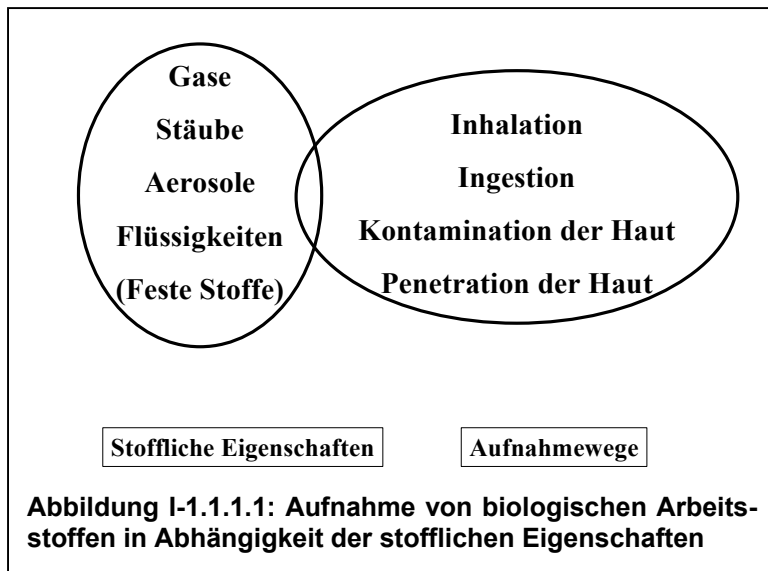 Gase
Stäube
Aerosole
Flüssigkeiten
(Feste Stoffe)
Inhalation
Ingestion
Kontamination der Haut
Penetration der Haut
Stoffliche Eigenschaften
Aufnahmewege
Abbildung I-1.1.1.1: Aufnahme von biologischen Arbeits-
stoffen in Abhängigkeit der stofflichen Eigenschaften